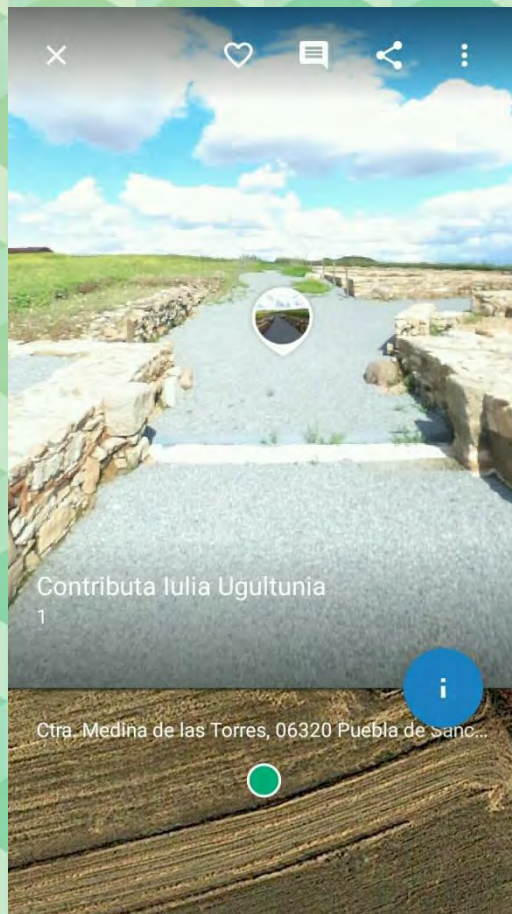 Contributa Iulia Ugultunia
1
i
Ctra. Medina de las Torres, 06320 Puebla de Sanc...